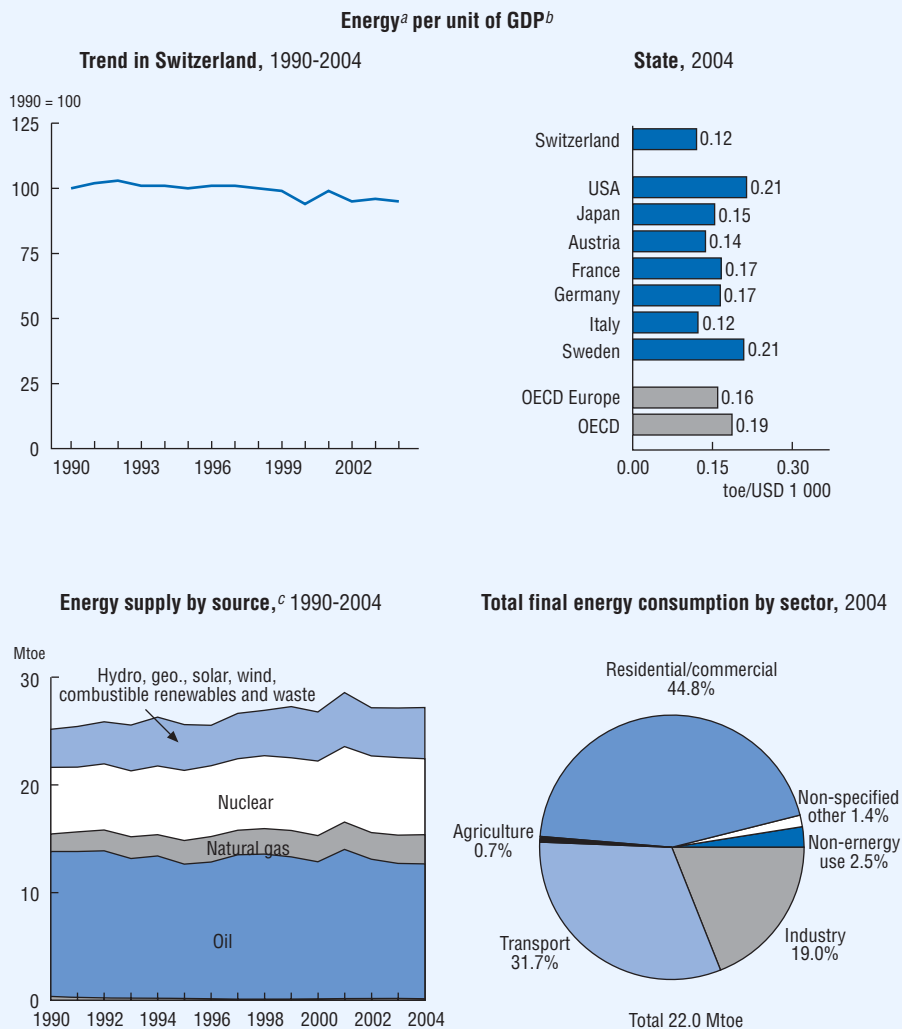 Energyᵃ per unit of GDPᵇ
Trend in Switzerland, 1990-2004
1990 = 100
125
100
75
50
25
0
1990 1993 1996 1999 2002
State, 2004
Switzerland 0.12
USA 0.21
Japan 0.15
Austria 0.14
France 0.17
Germany 0.17
Italy 0.12
Sweden 0.21
OECD Europe 0.16
OECD 0.19
0.00 0.15 0.30
toe/USD 1 000
Energy supply by source,ᶜ 1990-2004
Mtoe
30
20
10
0
Hydro, geo., solar, wind,
combustible renewables and waste
Nuclear
Natural gas
Oil
1990 1992 1994 1996 1998 2000 2002 2004
Total final energy consumption by sector, 2004
Residential/commercial
44.8%
Non-specified
other 1.4%
Non-ernergy
use 2.5%
Agriculture
0.7%
Transport
31.7%
Industry
19.0%
Total 22.0 Mtoe